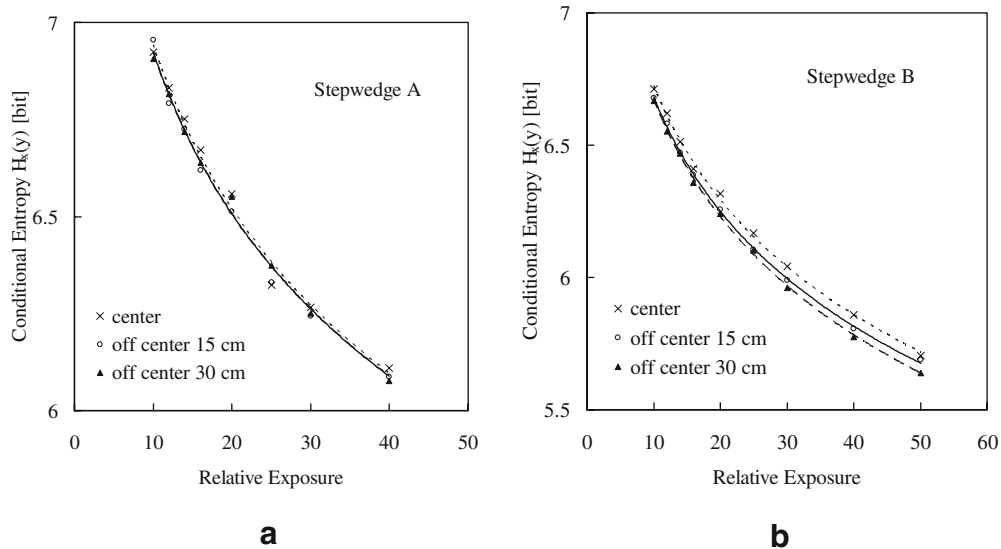 7
6.5
6
Conditional Entropy Hx(y) [bit]
Stepwedge A
× center
○ off center 15 cm
▲ off center 30 cm
0 10 20 30 40 50
Relative Exposure
a
7
6.5
6
5.5
Conditional Entropy Hx(y) [bit]
Stepwedge B
× center
○ off center 15 cm
▲ off center 30 cm
0 10 20 30 40 50 60
Relative Exposure
b